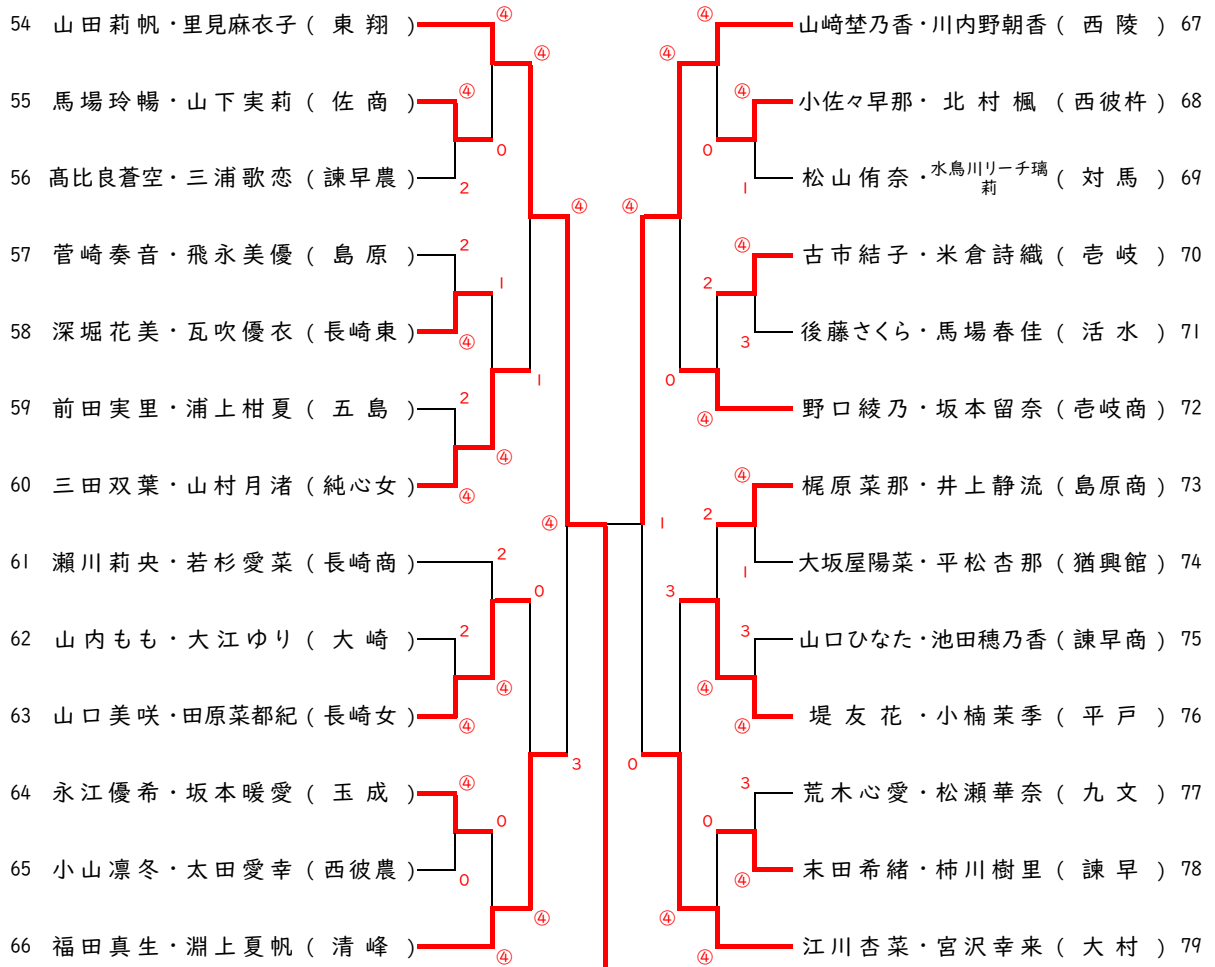 54 山田莉帆・里見麻衣子 ( 東 翔 ) ④ ④ ④ ④ 山﨑埜乃香・川内野朝香 ( 西 陵 ) 67
55 馬場玲暢・山下実莉 ( 佐 商 ) ④ ④ 小佐々早那・北村楓 ( 西彼杵 ) 68
0 0
56 髙比良蒼空・三浦歌恋 ( 諫早農 ) 2 1 松山侑奈・水鳥川リーチ璃莉 ( 対 馬 ) 69
④ ④
57 菅崎奏音・飛永美優 ( 島 原 ) 2 ④ 古市結子・米倉詩織 ( 壱 岐 ) 70
1 2
58 深堀花美・瓦吹優衣 ( 長崎東 ) ④ 3 後藤さくら・馬場春佳 ( 活 水 ) 71
1 0
59 前田実里・浦上柑夏 ( 五 島 ) 2 ④ 野口綾乃・坂本留奈 ( 壱岐商 ) 72
④
60 三田双葉・山村月渚 ( 純心女 ) ④ ④ 梶原菜那・井上静流 ( 島原商 ) 73
④ 1 2
61 瀨川莉央・若杉愛菜 ( 長崎商 ) 2 1 大坂屋陽菜・平松杏那 ( 猶興館 ) 74
0 3
62 山内もも・大江ゆり ( 大 崎 ) 2 3 山口ひなた・池田穂乃香 ( 諫早商 ) 75
④ ④
63 山口美咲・田原菜都紀 ( 長崎女 ) ④ ④ 堤友花・小楠茉季 ( 平 戸 ) 76
3 0
64 永江優希・坂本暖愛 ( 玉 成 ) ④ 3 荒木心愛・松瀬華奈 ( 九 文 ) 77
0 0
65 小山凛冬・太田愛幸 ( 西彼農 ) 0 ④ 末田希緒・柿川樹里 ( 諫 早 ) 78
④ ④
66 福田真生・淵上夏帆 ( 清 峰 ) ④ ④ 江川杏菜・宮沢幸来 ( 大 村 ) 79